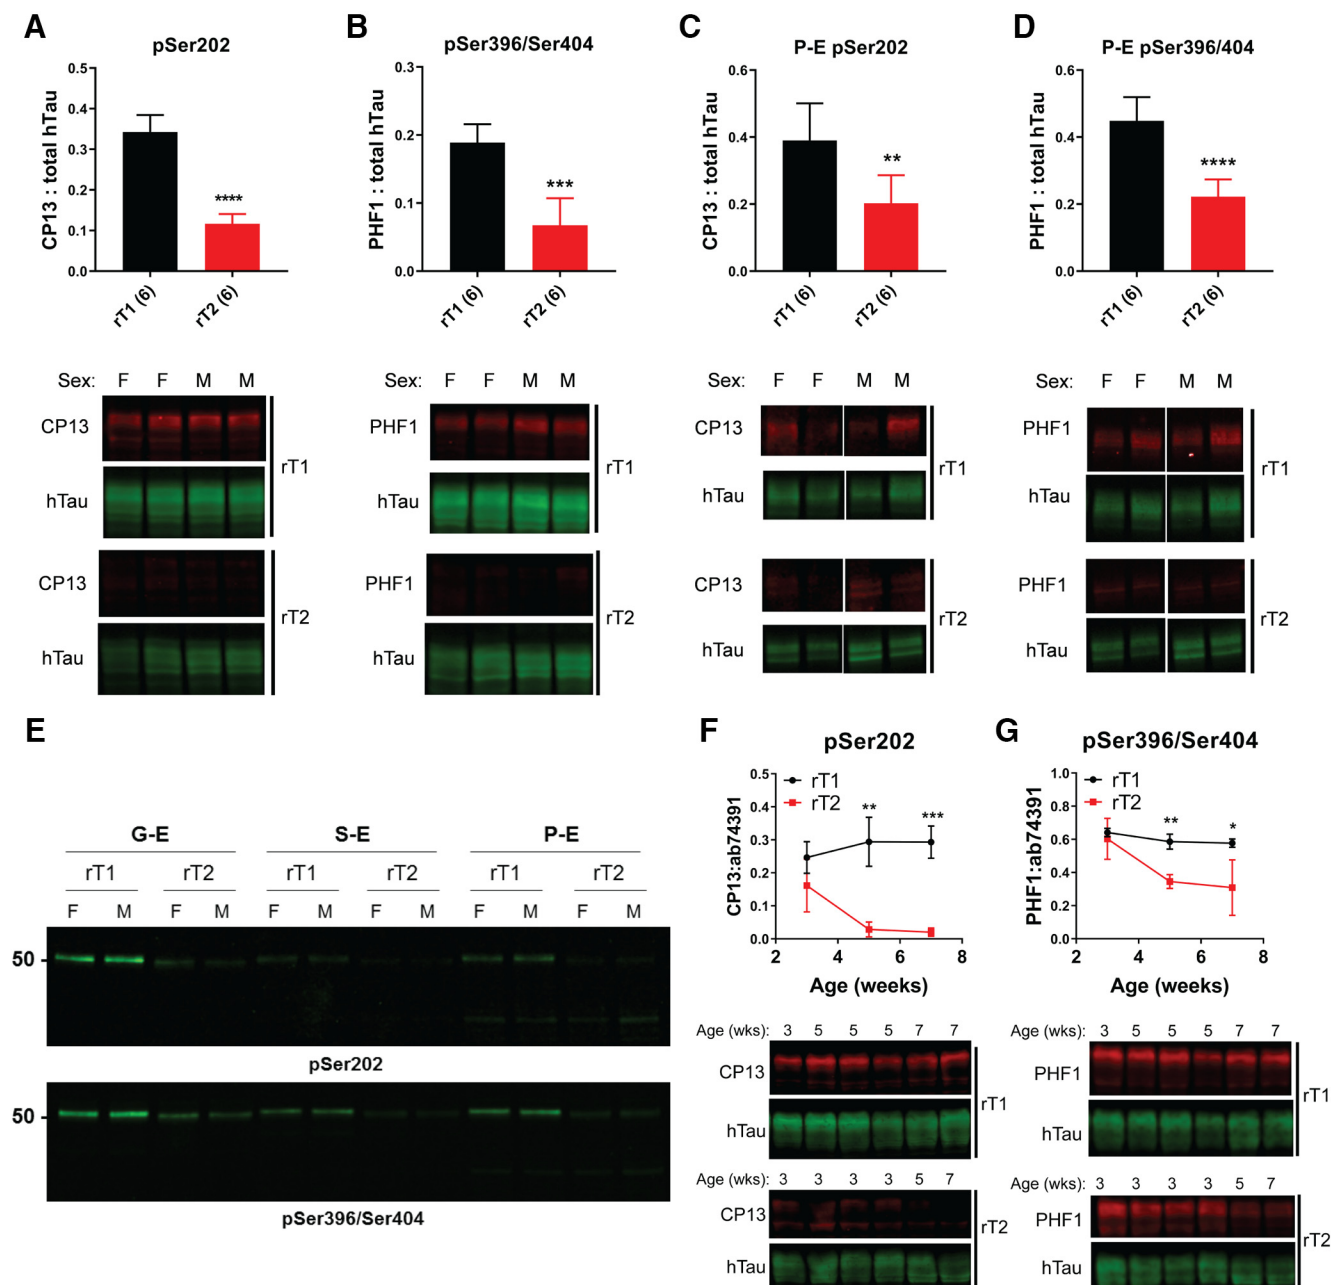 A
pSer202
CP13 : total hTau
0.5
0.4
0.3
0.2
0.1
0.0
****
rT1 (6)
rT2 (6)
Sex: F F M M
CP13
hTau
rT1
CP13
hTau
rT2
B
pSer396/Ser404
PHF1 : total hTau
0.3
0.2
0.1
0.0
***
rT1 (6)
rT2 (6)
Sex: F F M M
PHF1
hTau
rT1
PHF1
hTau
rT2
C
P-E pSer202
CP13 : total hTau
0.6
0.4
0.2
0.0
**
rT1 (6)
rT2 (6)
Sex: F F M M
CP13
hTau
rT1
CP13
hTau
rT2
D
P-E pSer396/404
PHF1 : total hTau
0.6
0.4
0.2
0.0
****
rT1 (6)
rT2 (6)
Sex: F F M M
PHF1
hTau
rT1
PHF1
hTau
rT2
E
G-E S-E P-E
rT1 rT2 rT1 rT2 rT1 rT2
F M F M F M F M F M F M
50
pSer202
50
pSer396/Ser404
F
pSer202
CP13:ab74391
0.5
0.4
0.3
0.2
0.1
0.0
rT1
rT2
** ***
2 4 6 8
Age (weeks)
Age (wks): 3 5 5 5 7 7
CP13
hTau
rT1
Age (wks): 3 3 3 3 5 7
CP13
hTau
rT2
G
pSer396/Ser404
PHF1:ab74391
1.0
0.8
0.6
0.4
0.2
0.0
rT1
rT2
** *
2 4 6 8
Age (weeks)
Age (wks): 3 5 5 5 7 7
PHF1
hTau
rT1
Age (wks): 3 3 3 3 5 7
PHF1
hTau
rT2